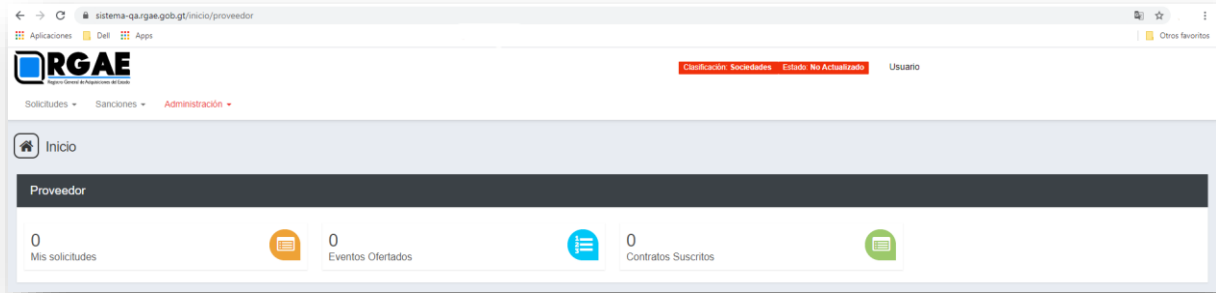 sistema-qa.rgae.gob.gt/inicio/proveedor
Aplicaciones Dell Apps Otros favoritos
RGAE
Registro General de Adquisiciones del Estado
Clasificación: Sociedades Estado: No Actualizado Usuario
Solicitudes Sanciones Administración
Inicio
Proveedor
0 0 0
Mis solicitudes Eventos Ofertados Contratos Suscritos